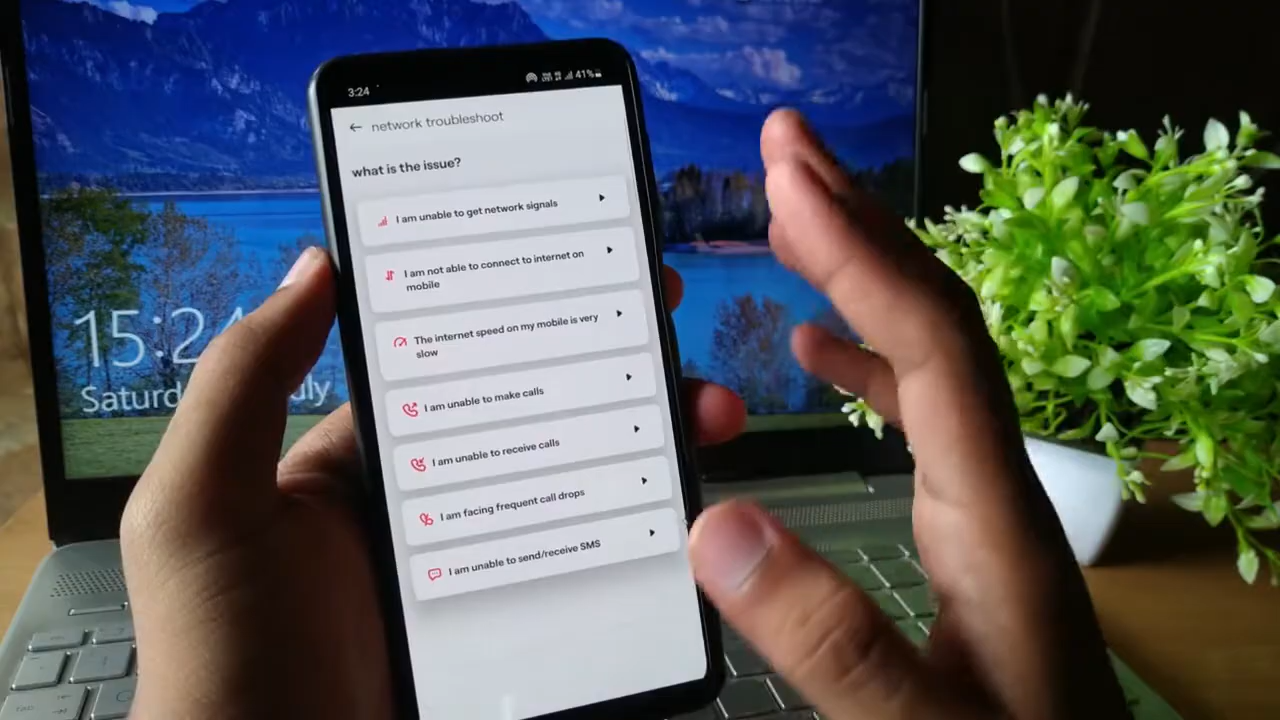 3:24
41%
network troubleshoot
what is the issue?
I am unable to get network signals
I am not able to connect to internet on
mobile
The internet speed on my mobile is very
slow
I am unable to make calls
I am unable to receive calls
I am facing frequent call drops
I am unable to send/receive SMS
15:24